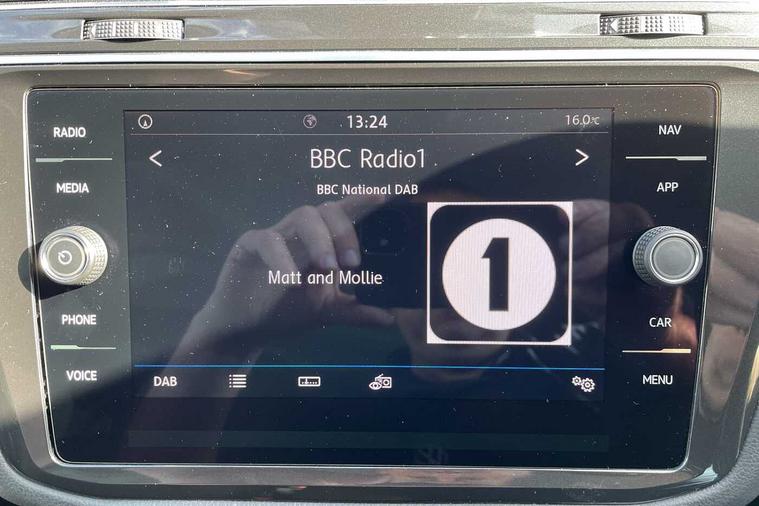 RADIO
MEDIA
PHONE
VOICE
13:24
16.0°C
BBC Radio1
BBC National DAB
Matt and Mollie
1
DAB
NAV
APP
CAR
MENU